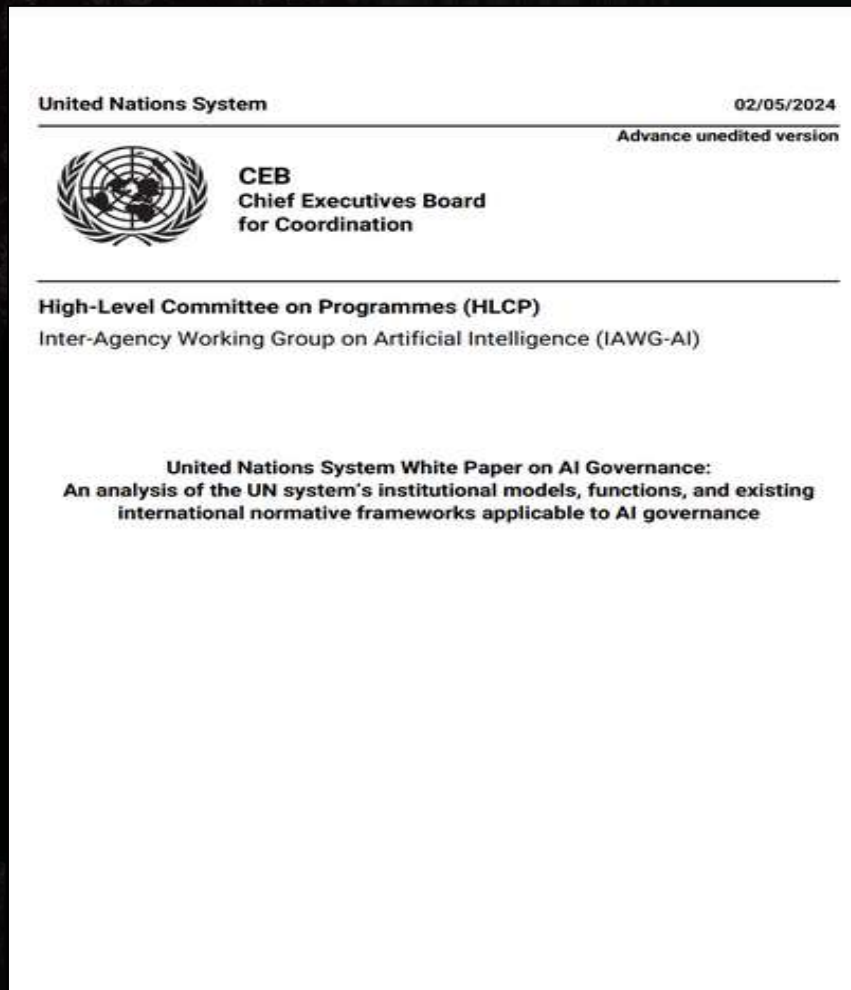 United Nations System 02/05/2024
Advance unedited version
CEB
Chief Executives Board
for Coordination
High-Level Committee on Programmes (HLCP)
Inter-Agency Working Group on Artificial Intelligence (IAWG-AI)
United Nations System White Paper on AI Governance:
An analysis of the UN system's institutional models, functions, and existing
international normative frameworks applicable to AI governance